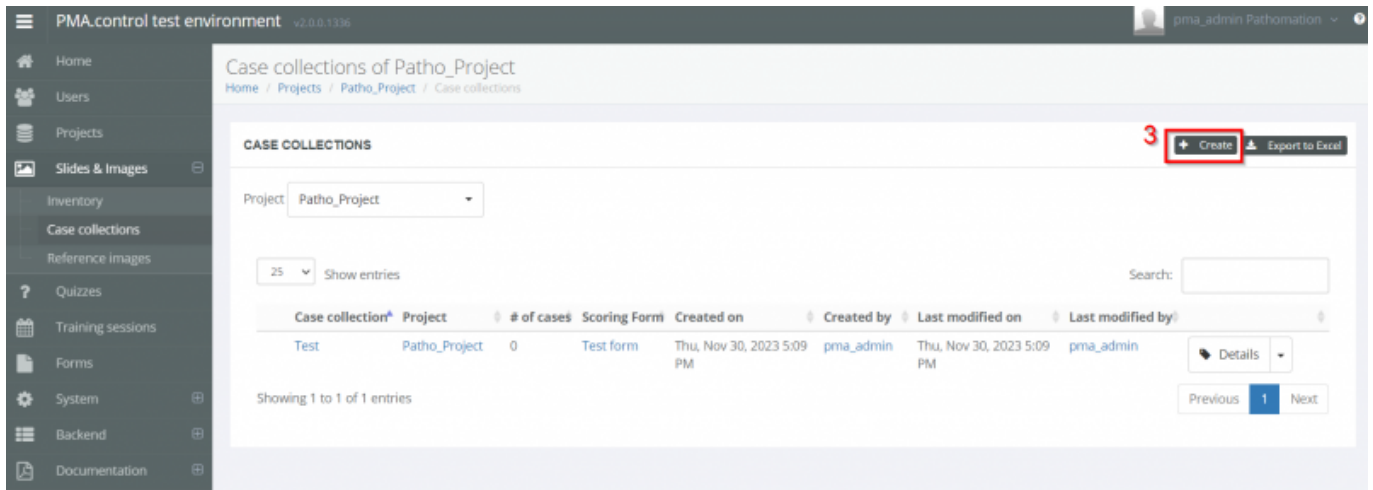 PMA.control test environment v2.0.0.1336
pma_admin Pathomation
Home
Users
Projects
Slides & Images
Inventory
Case collections
Reference images
Quizzes
Training sessions
Forms
System
Backend
Documentation
Case collections of Patho_Project
Home / Projects / Patho_Project / Case collections
CASE COLLECTIONS
3
+ Create Export to Excel
Project Patho_Project
25 Show entries
Search:
Case collection Project # of cases Scoring Form Created on Created by Last modified on Last modified by
Test Patho_Project 0 Test form Thu, Nov 30, 2023 5:09 pma_admin Thu, Nov 30, 2023 5:09 pma_admin Details
PM PM
Showing 1 to 1 of 1 entries
Previous 1 Next